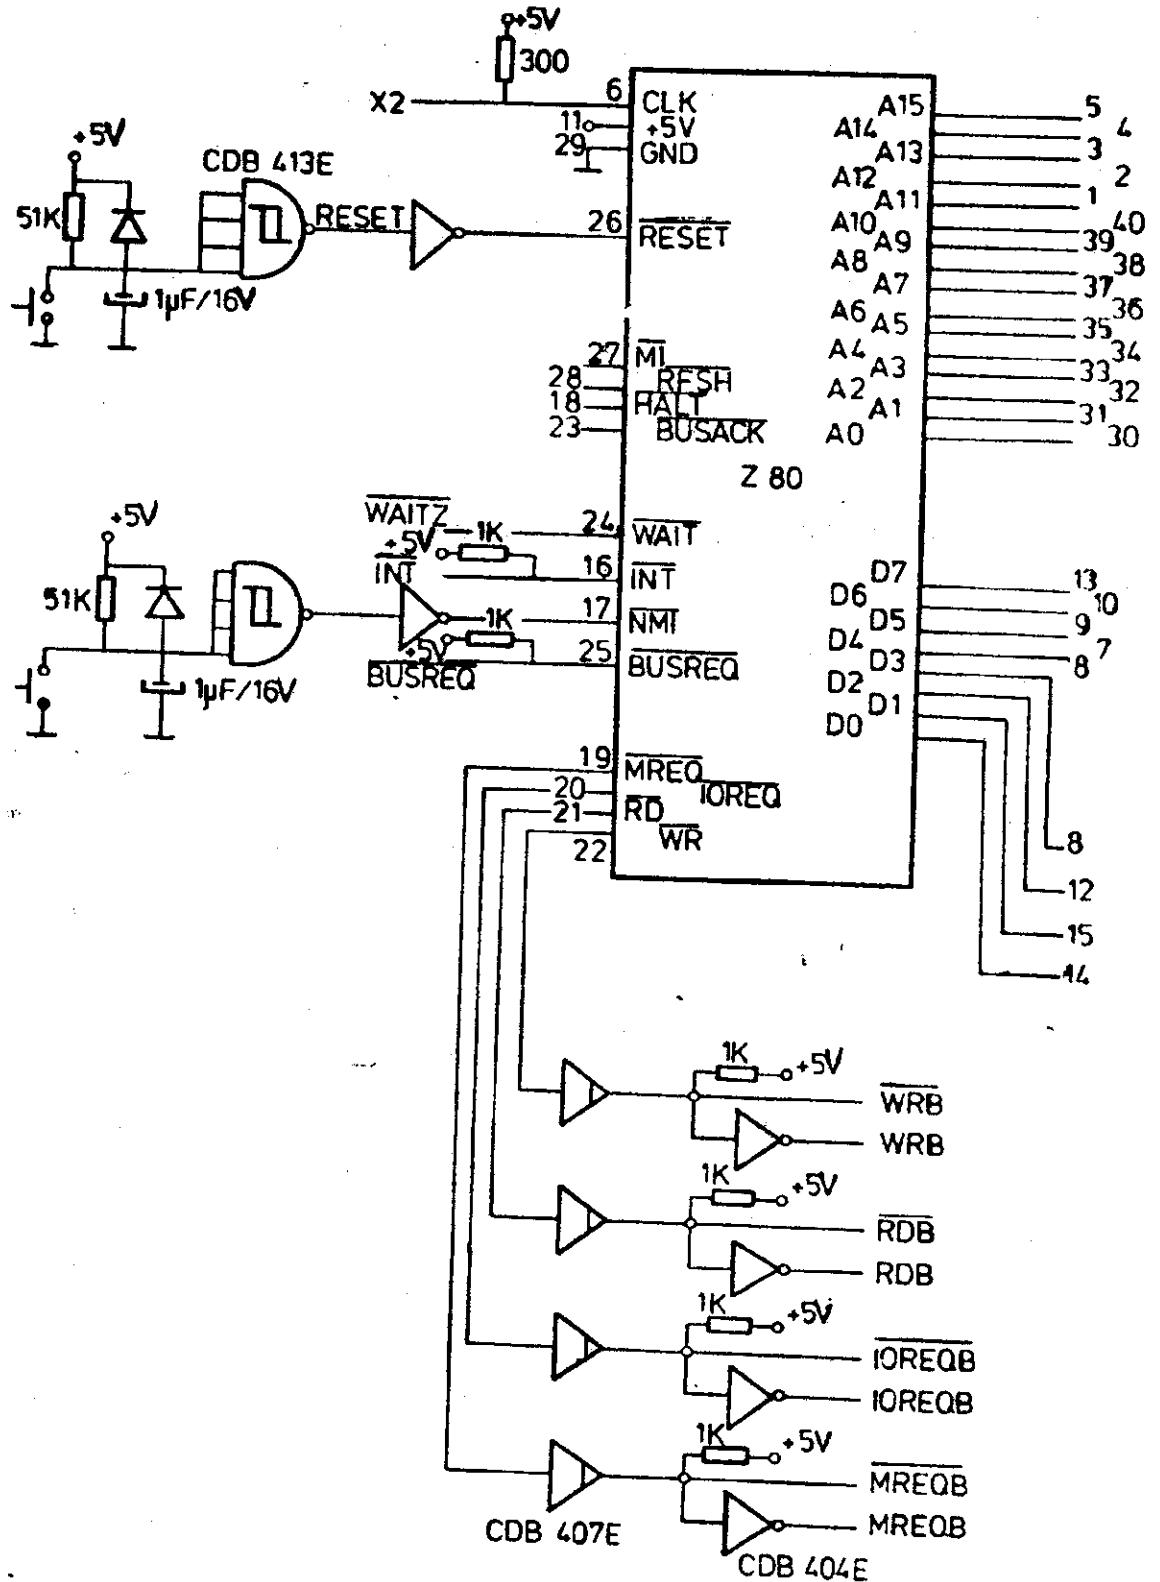 +5V
300
X2
6
CLK
11
+5V
29
GND
+5V
CDB 413E
51K
RESET
26
RESET
1µF/16V
27
M1
28
RFSH
18
HALT
23
BUSACK
Z 80
A15
5
A14
4
A13
3
A12
2
A11
1
A10
40
A9
39
A8
38
A7
37
A6
36
A5
35
A4
34
A3
33
A2
32
A1
31
A0
30
+5V
51K
1µF/16V
WAITZ
24
WAIT
+5V
1K
INT
16
INT
1K
17
NMI
+5V
BUSREQ
25
BUSREQ
D7
13
D6
10
D5
9
D4
7
D3
8
D2
D1
D0
8
12
15
14
19
MREQ
20
IOREQ
21
RD
22
WR
1K
+5V
WRB
WRB
1K
+5V
RDB
RDB
1K
+5V
IOREQB
IOREQB
1K
+5V
MREQB
MREQB
CDB 407E
CDB 404E